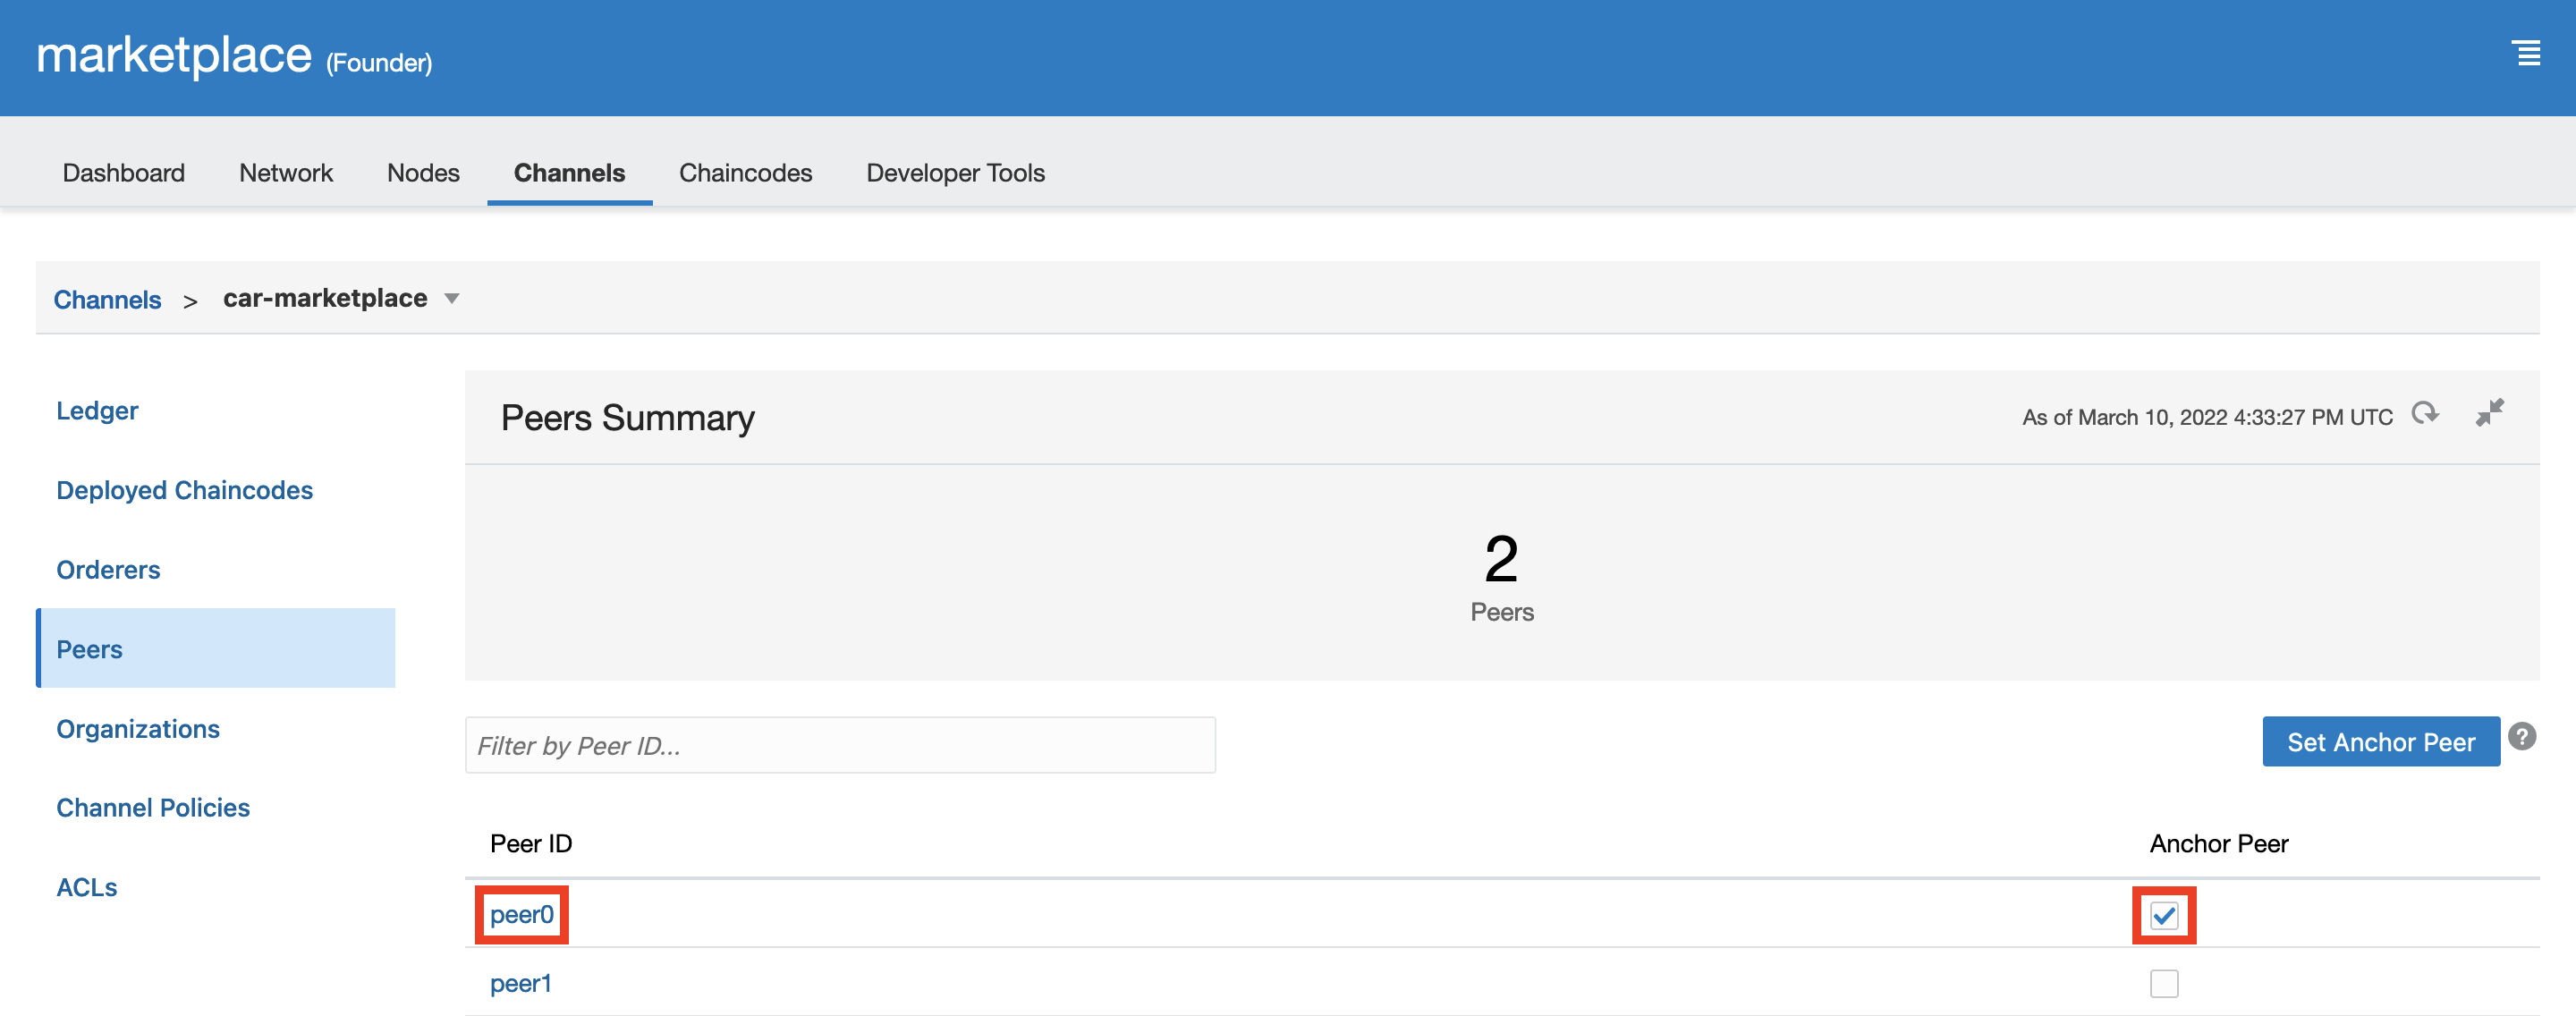 marketplace (Founder)
Dashboard Network Nodes Channels Chaincodes Developer Tools
Channels > car-marketplace
Ledger
Deployed Chaincodes
Orderers
Peers
Organizations
Channel Policies
ACLs
Peers Summary
As of March 10, 2022 4:33:27 PM UTC
2
Peers
Filter by Peer ID...
Set Anchor Peer ?
Peer ID Anchor Peer
peer0
peer1